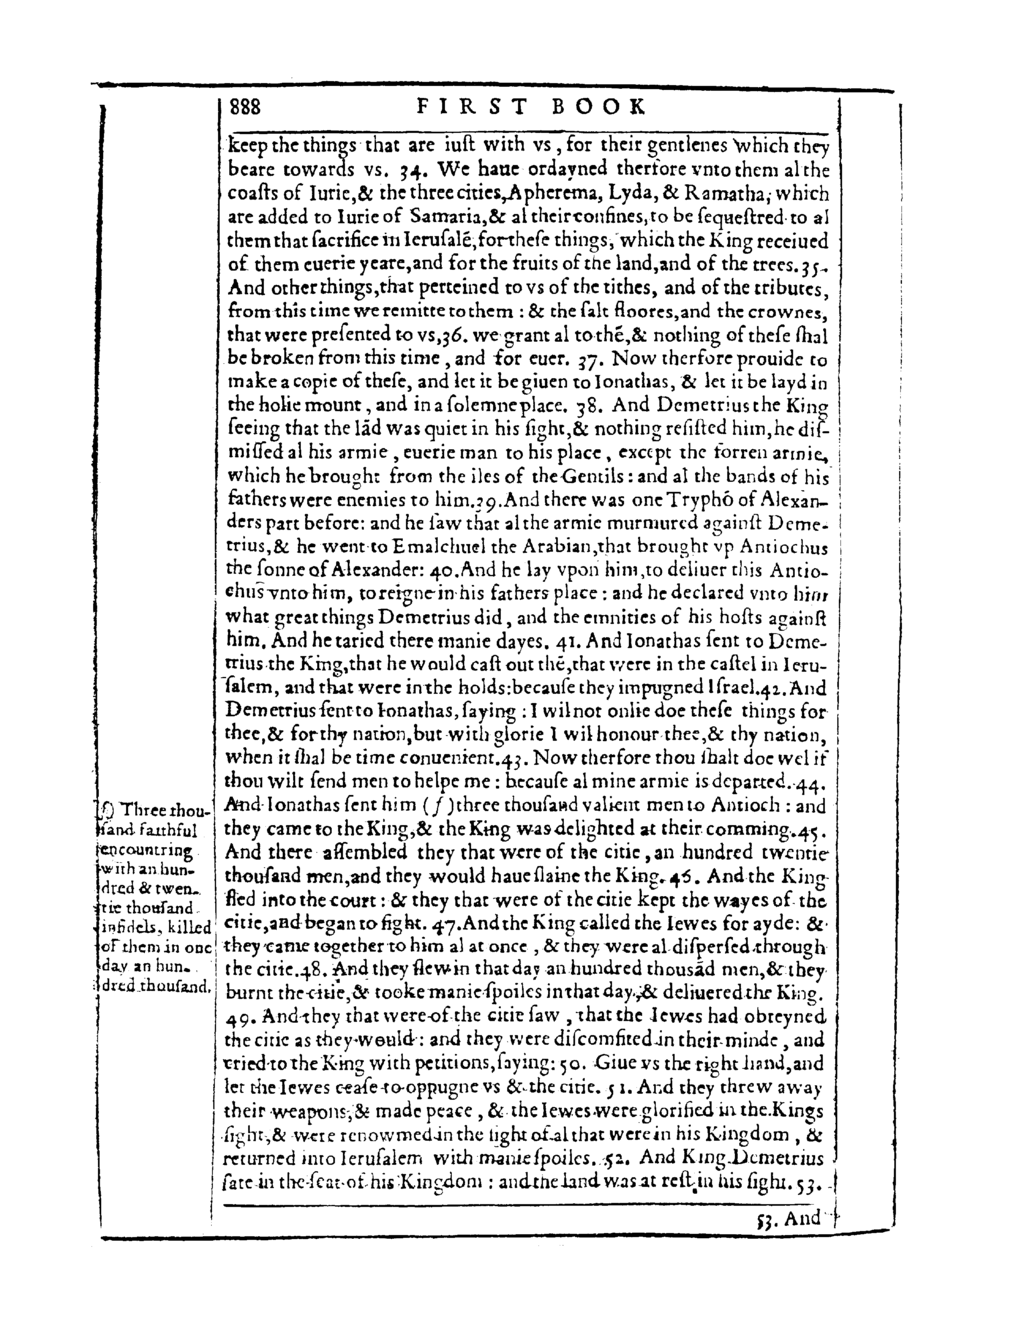 888 FIRST BOOK
keep the things that are iuſt with vs, for their gentlenes which they
beare towards vs. 34. We haue ordayned therfore vnto them al the
coaſts of Iurie,& the three cities,Apherema, Lyda, & Ramatha, which
are added to Iurie of Samaria,& al their confines,to be ſequeſtred to al
them that ſacrifice in Ieruſalē,for theſe things, which the King receiued
of them euerie yeare,and for the fruits of the land,and of the trees.35.
And other things,that perteined to vs of the tithes, and of the tributes,
from this time we remitte to them : & the ſalt floores,and the crownes,
that were preſented to vs,36. we grant al to thē,& nothing of theſe ſhal
be broken from this time, and for euer. 37. Now therfore prouide to
make a copie of theſe, and let it be giuen to Ionathas, & let it be layd in
the holie mount, and in a ſolemne place. 38. And Demetrius the King
ſeeing that the lād was quiet in his ſight,& nothing reſiſted him,he diſ-
miſſed al his armie, euerie man to his place, except the forren armie,
which he brought from the iles of the Gentils: and al the bands of his
fathers were enemies to him.39.And there was one Tryphō of Alexan-
ders part before: and he ſaw that al the armie murmured againſt Deme-
trius,& he went to Emalchuel the Arabian,that brought vp Antiochus
the ſonne of Alexander: 40.And he lay vpon him,to deliuer this Antio-
chus vnto him, to reigne in his fathers place : and he declared vnto him
what great things Demetrius did, and the emnities of his hoſts againſt
him. And he taried there manie dayes. 41. And Ionathas ſent to Deme-
trius the King,that he would caſt out thē,that were in the caſtel in Ieru-
ſalem, and that were in the holds:becauſe they impugned Iſrael.42.And
Demetrius ſent to Ionathas, ſaying : I wil not onlie doe theſe things for
thee,& for thy nation,but with glorie I wil honour thee,& thy nation,
when it ſhal be time conuenient.43. Now therfore thou ſhalt doe wel if
thou wilt ſend men to helpe me : becauſe al mine armie is departed. 44.
And Ionathas ſent him (f)three thouſand valient men to Antioch : and
they came to the King,& the King was delighted at their comming.45.
And there aſſembled they that were of the citie, an hundred twentie
thouſand men,and they would haue ſlaine the King. 46. And the King
fled into the court : & they that were of the citie kept the wayes of the
citie,and began to fight. 47.And the King called the Iewes for ayde: &
they came together to him al at once, & they were al diſperſed through
the citie.48. And they ſlew in that day an hundred thousād men,& they
burnt the citie,& tooke manie ſpoiles in that day,& deliuered the King.
49. And they that were of the citie ſaw, that the Iewes had obteyned
the citie as they would : and they were diſcomfited in their minde, and
cried to the King with petitions,ſaying: 50. Giue vs the right hand,and
let the Iewes ceaſe to oppugne vs & the citie. 51. And they threw away
their weapons,& made peace, & the Iewes were glorified in the Kings
ſight,& were renowmed in the ſight of al that were in his Kingdom, &
returned into Ieruſalem with manie ſpoiles. 52. And King Demetrius
ſate in the ſeat of his Kingdom : and the land was at reſt in his ſight. 53.
53. And
(f) Three thou-
ſand faithful
encountring
with an hun-
dred & twen-
tie thouſand
infidels, killed
of them in one
day an hun-
dred thouſand.